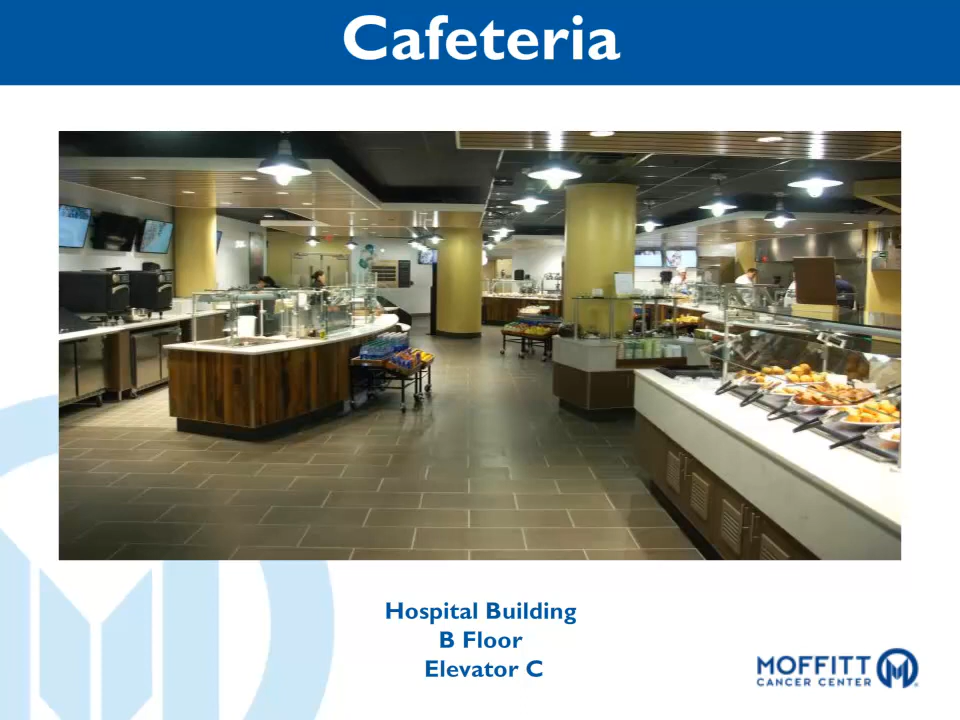 Cafeteria
Hospital Building
B Floor
Elevator C
MOFFITT
CANCER CENTER